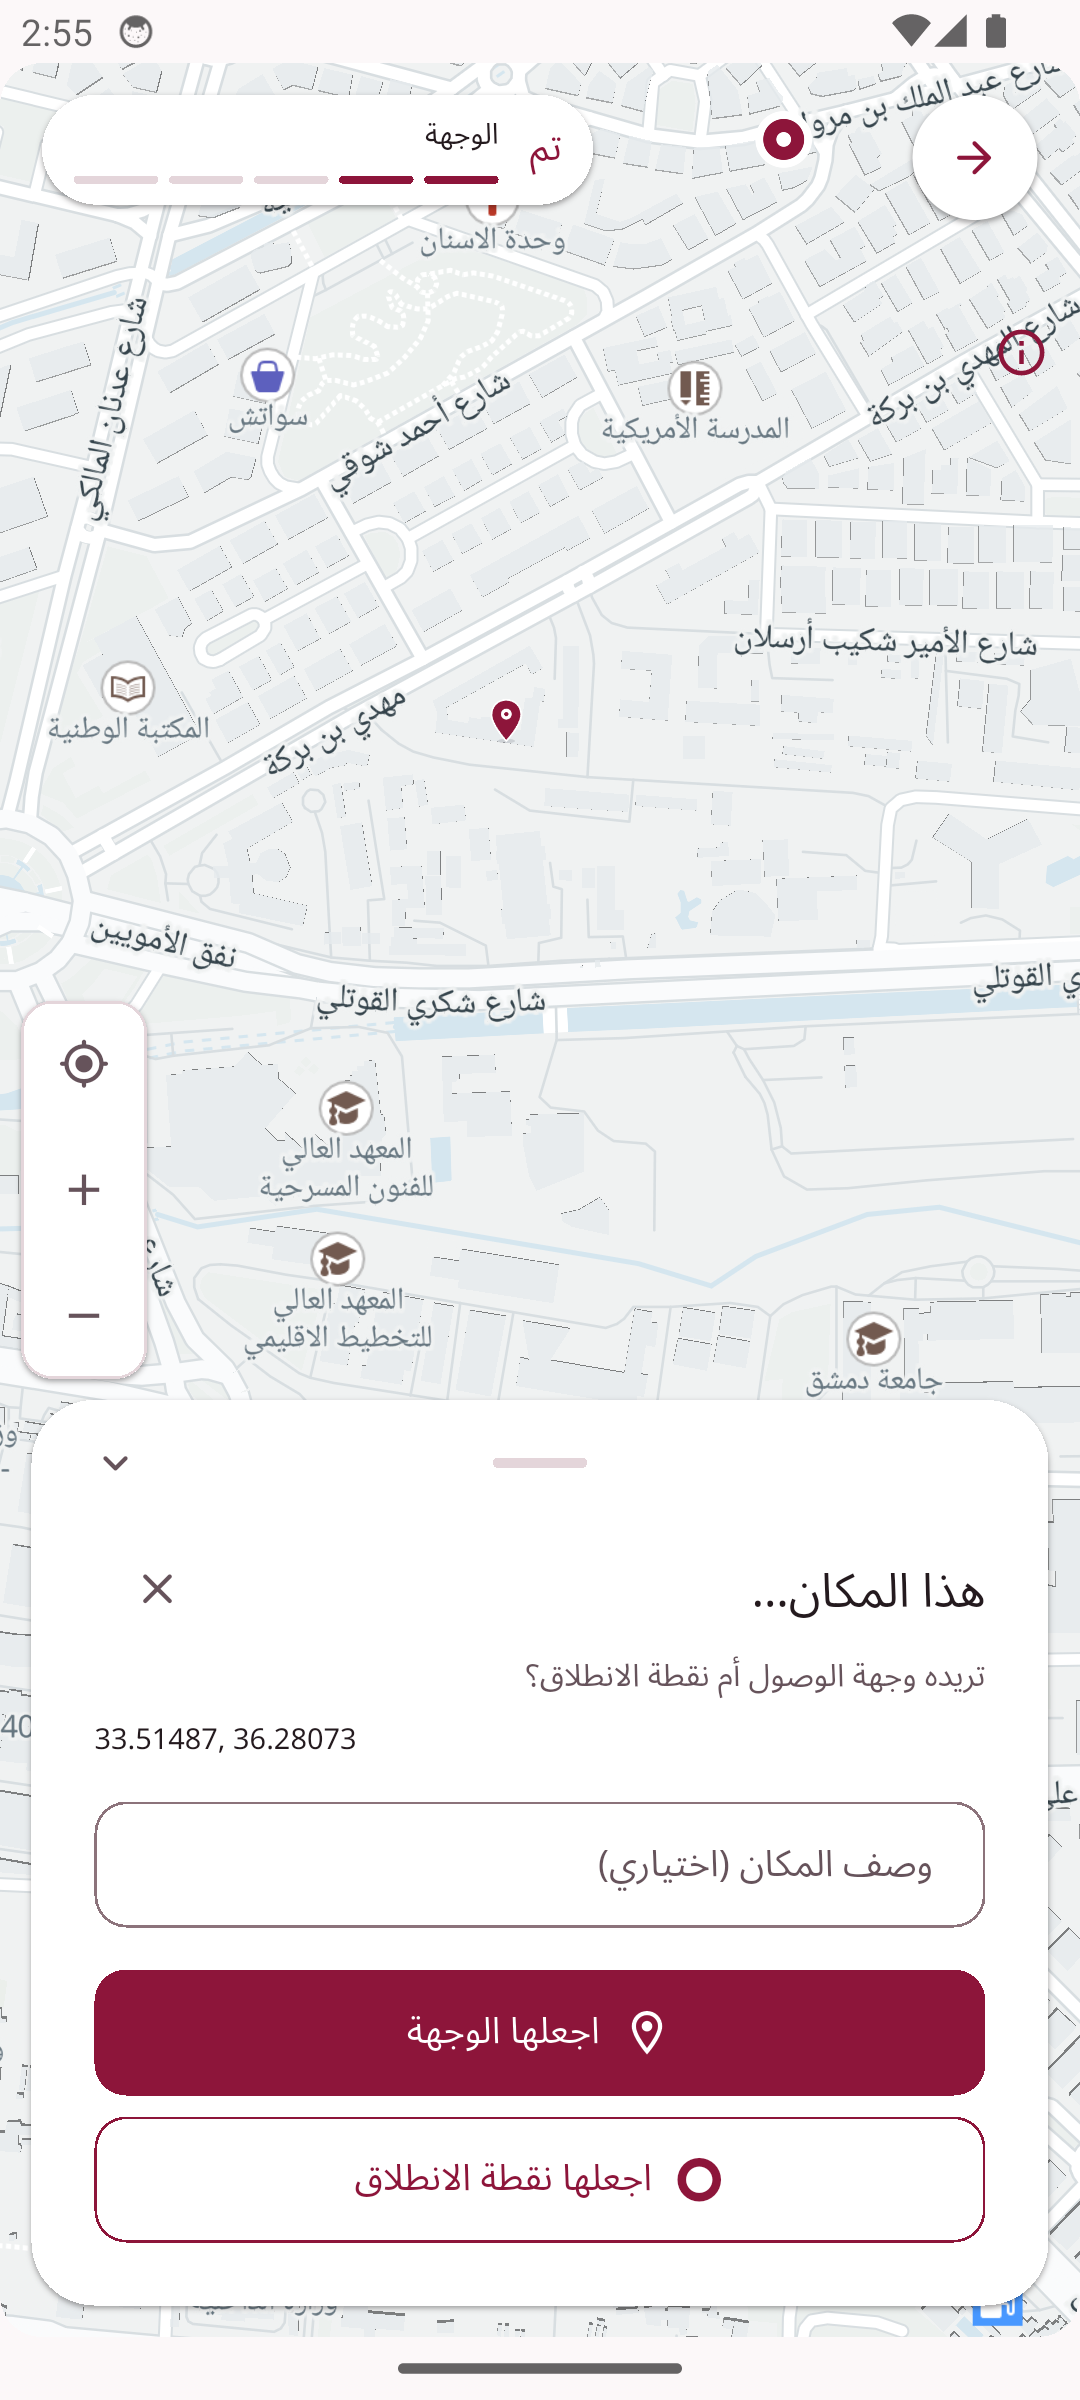 2:55
شارع عبد الملك بن مروا
الوجهة
تم
وحدة الاسنان
شارع المهدي بن بركة
شارع عدنان المالكي
سواتش
شارع أحمد شوقي
المدرسة الأمريكية
شارع الأمير شكيب أرسلان
المكتبة الوطنية
مهدي بن بركة
نفق الأمويين
شارع شكري القوتلي
ي القوتلي
المعهد العالي
للفنون المسرحية
شارع
المعهد العالي
للتخطيط الاقليمي
جامعة دمشق
هذا المكان...
تريده وجهة الوصول أم نقطة الانطلاق؟
40
33.51487, 36.28073
وصف المكان (اختياري)
اجعلها الوجهة
اجعلها نقطة الانطلاق